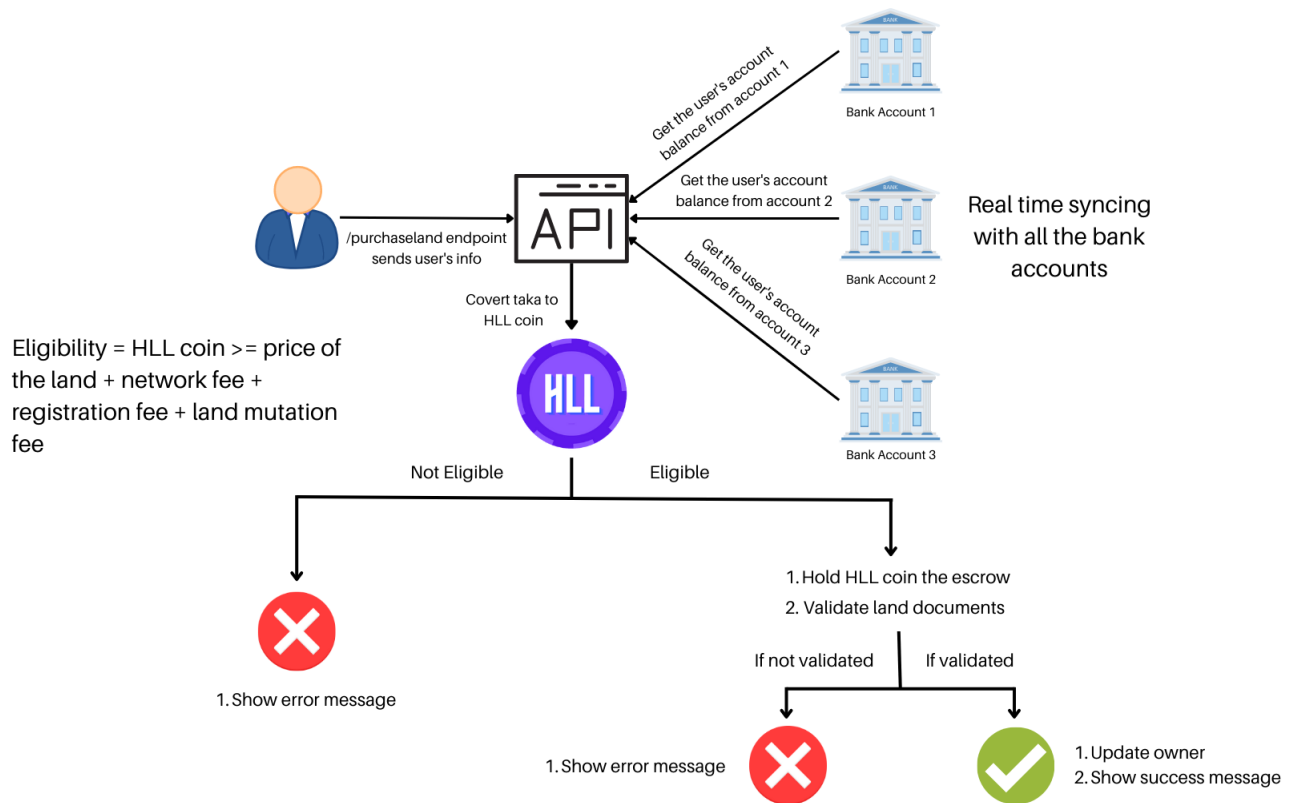 BANK
Get the user's account
balance from account 1
Bank Account 1
API
/purchaseland endpoint
sends user's info
BANK
Get the user's account
balance from account 2
Bank Account 2
Real time syncing
with all the bank
accounts
Get the user's account
balance from account 3
BANK
Bank Account 3
Covert taka to
HLL coin
HLL
Eligibility = HLL coin >= price of
the land + network fee +
registration fee + land mutation
fee
Not Eligible
Eligible
1. Show error message
1. Hold HLL coin the escrow
2. Validate land documents
If not validated
If validated
1. Show error message
1. Update owner
2. Show success message